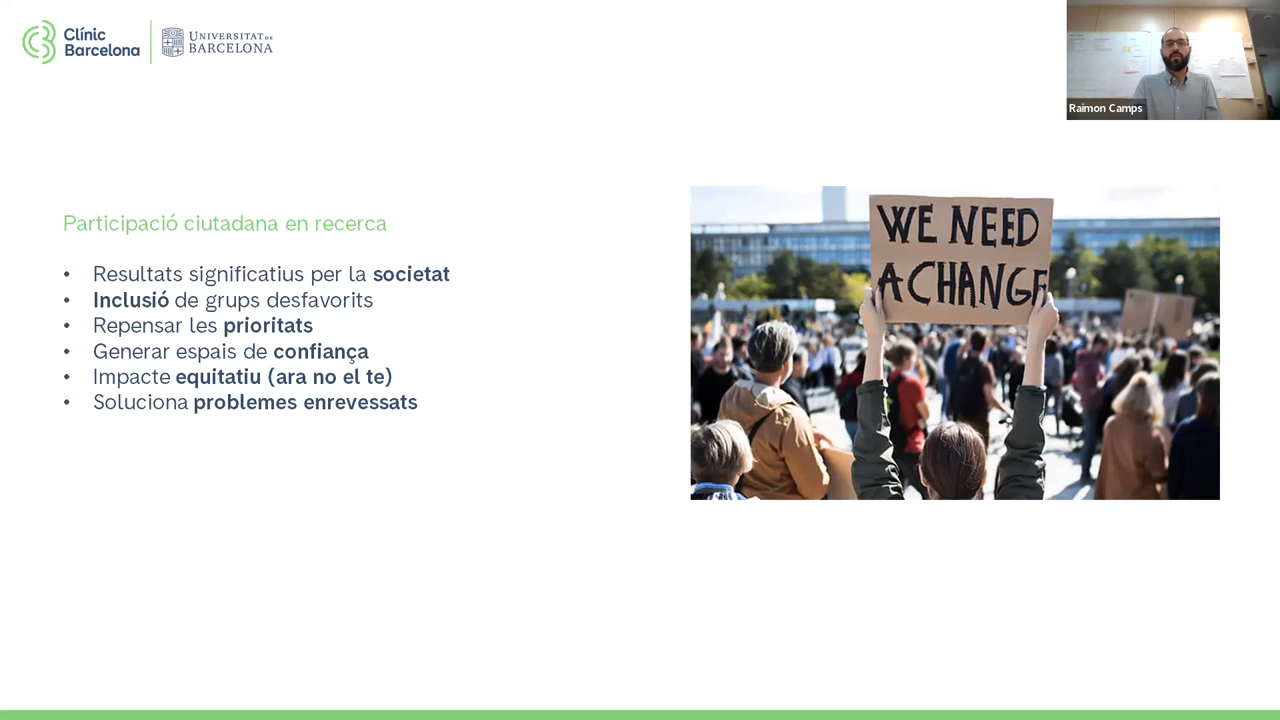 Clínic
Barcelona
UNIVERSITAT DE
BARCELONA
Raimon Camps
Participació ciutadana en recerca
• Resultats significatius per la societat
• Inclusió de grups desfavorits
• Repensar les prioritats
• Generar espais de confiança
• Impacte equitatiu (ara no el te)
• Soluciona problemes enrevessats
WE NEED
A CHANGE